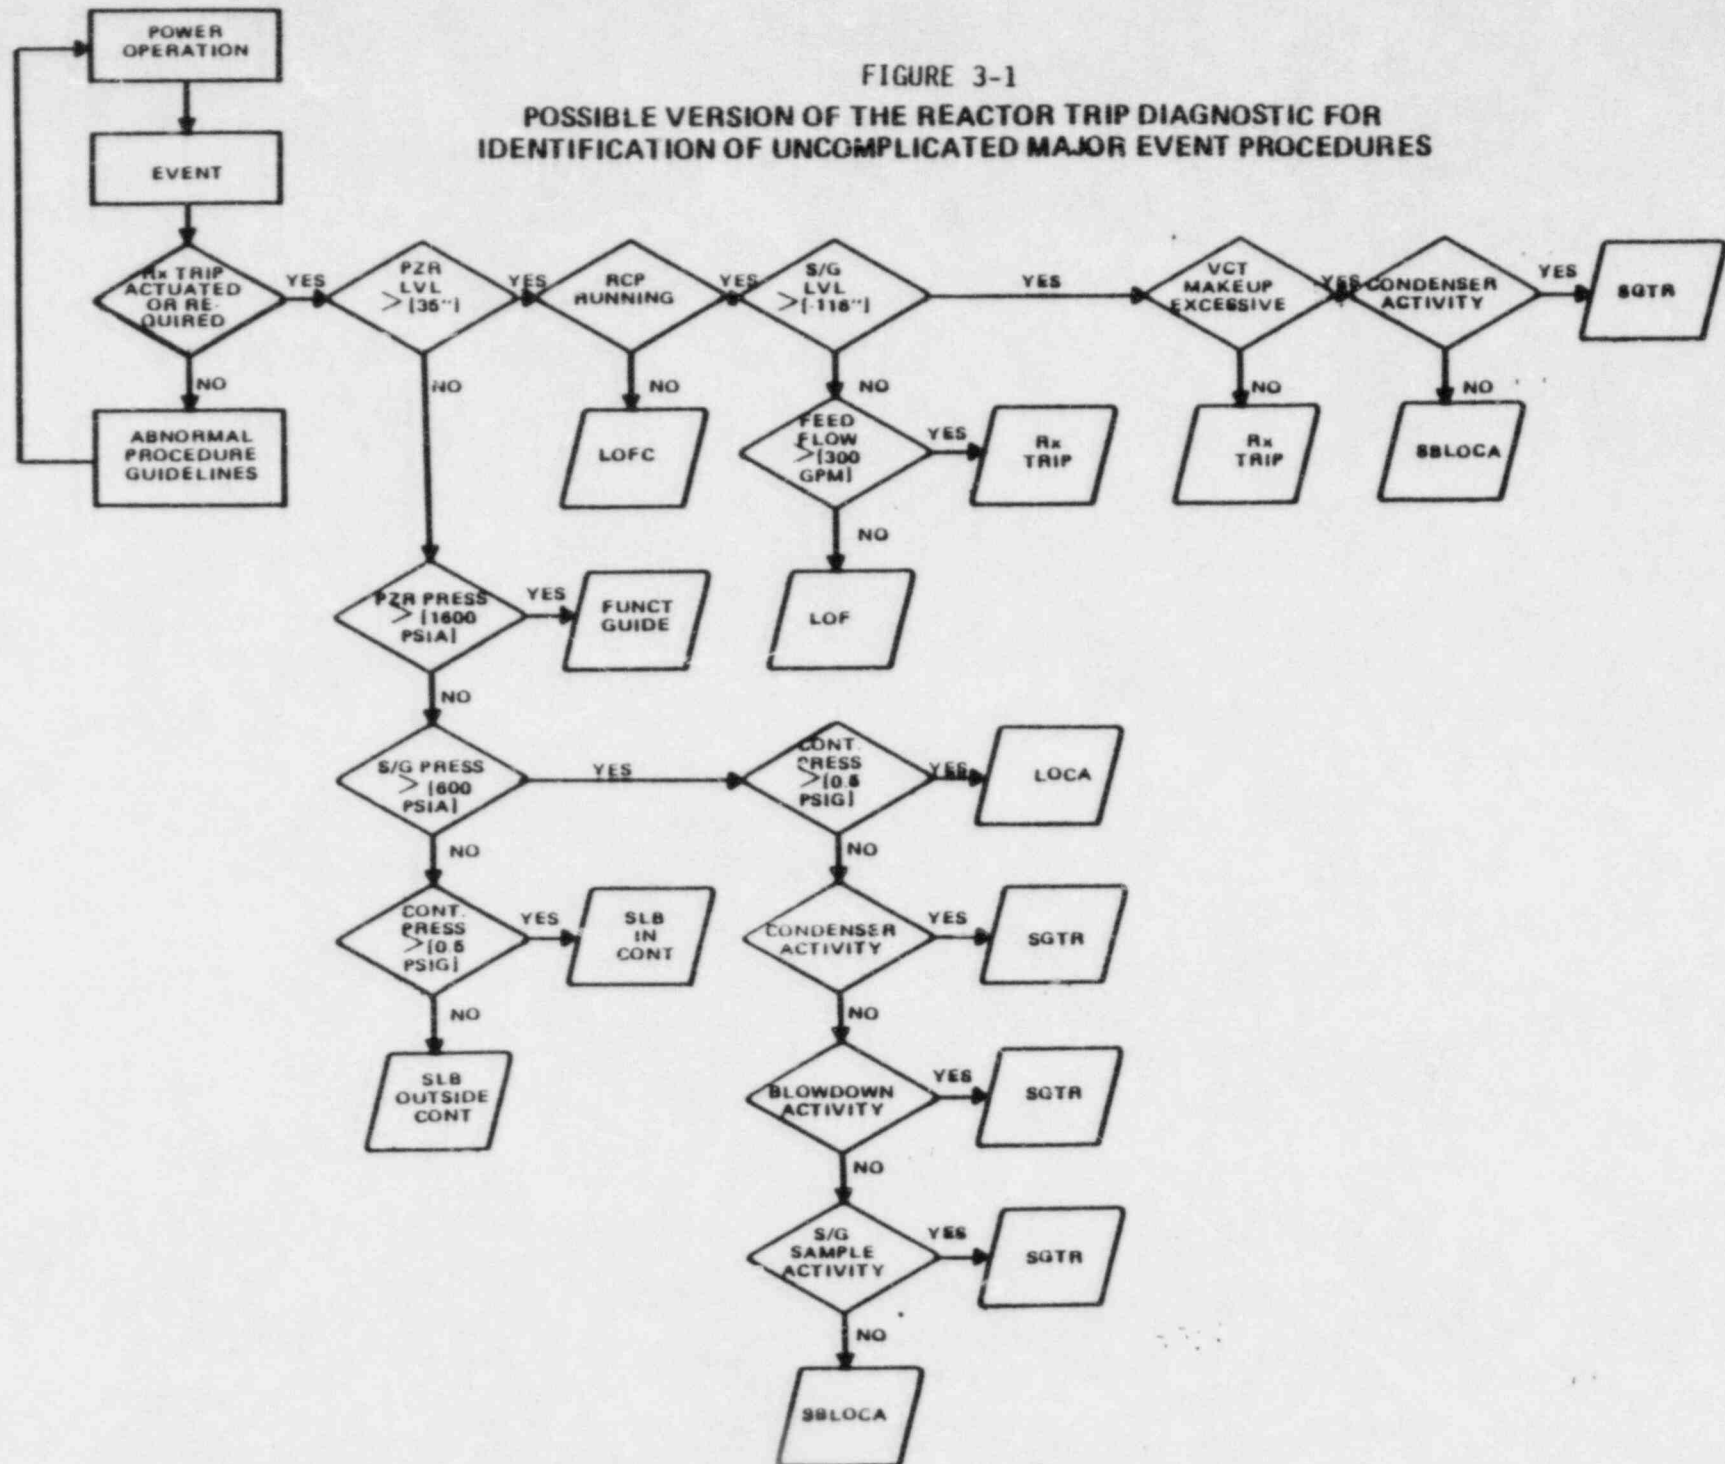 FIGURE 3-1
POSSIBLE VERSION OF THE REACTOR TRIP DIAGNOSTIC FOR
IDENTIFICATION OF UNCOMPLICATED MAJOR EVENT PROCEDURES
POWER
OPERATION
EVENT
Rx TRIP
ACTUATED
OR RE-
QUIRED
YES
NO
ABNORMAL
PROCEDURE
GUIDELINES
PZR
LVL
> [35"]
YES
NO
RCP
RUNNING
YES
NO
LOFC
S/G
LVL
> [-116"]
YES
NO
FEED
FLOW
> [300
GPM]
YES
Rx
TRIP
NO
LOF
VCT
MAKEUP
EXCESSIVE
YES
NO
Rx
TRIP
CONDENSER
ACTIVITY
YES
SGTR
NO
SBLOCA
PZR PRESS
> [1600
PSIA]
YES
FUNCT
GUIDE
NO
S/G PRESS
> [600
PSIA]
YES
NO
CONT.
PRESS
> [0.5
PSIG]
YES
SLB
IN
CONT
NO
SLB
OUTSIDE
CONT
CONT.
PRESS
> [0.5
PSIG]
YES
LOCA
NO
CONDENSER
ACTIVITY
YES
SGTR
NO
BLOWDOWN
ACTIVITY
YES
SGTR
NO
S/G
SAMPLE
ACTIVITY
YES
SGTR
NO
SBLOCA